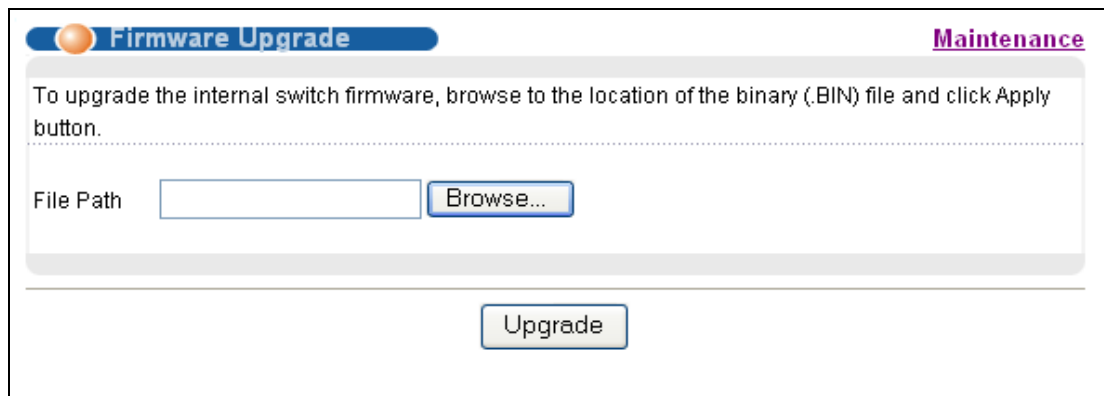 Firmware Upgrade
Maintenance
To upgrade the internal switch firmware, browse to the location of the binary (.BIN) file and click Apply
button.
File Path
Browse...
Upgrade